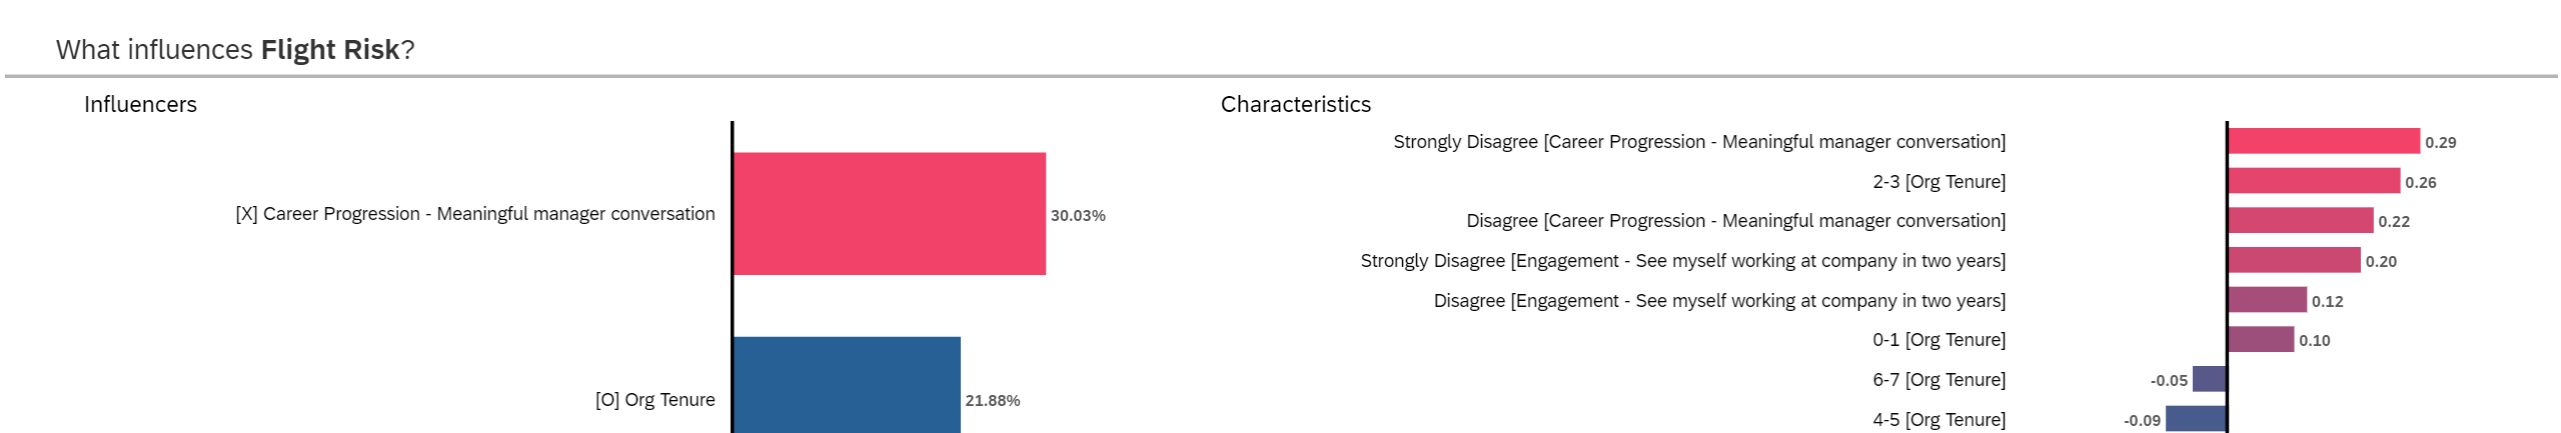 What influences Flight Risk?
Influencers
[X] Career Progression - Meaningful manager conversation
30.03%
[O] Org Tenure
21.88%
Characteristics
Strongly Disagree [Career Progression - Meaningful manager conversation]
0.29
2-3 [Org Tenure]
0.26
Disagree [Career Progression - Meaningful manager conversation]
0.22
Strongly Disagree [Engagement - See myself working at company in two years]
0.20
Disagree [Engagement - See myself working at company in two years]
0.12
0-1 [Org Tenure]
0.10
6-7 [Org Tenure]
-0.05
4-5 [Org Tenure]
-0.09